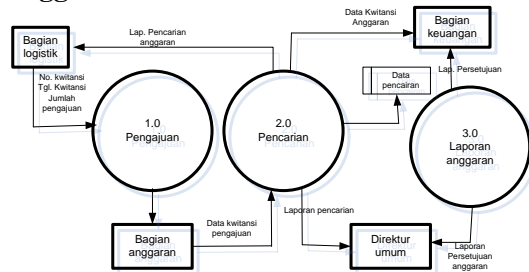 Bagian
logistik
Lap. Pencarian
anggaran
Data Kwitansi
Anggaran
Bagian
keuangan
No. kwitansi
Tgl. Kwitansi
Jumlah
pengajuan
Data
pencairan
Lap. Persetujuan
1.0
Pengajuan
2.0
Pencarian
3.0
Laporan
anggaran
Bagian
anggaran
Data kwitansi
pengajuan
Laporan pencarian
Direktur
umum
Laporan
Persetujuan
anggaran